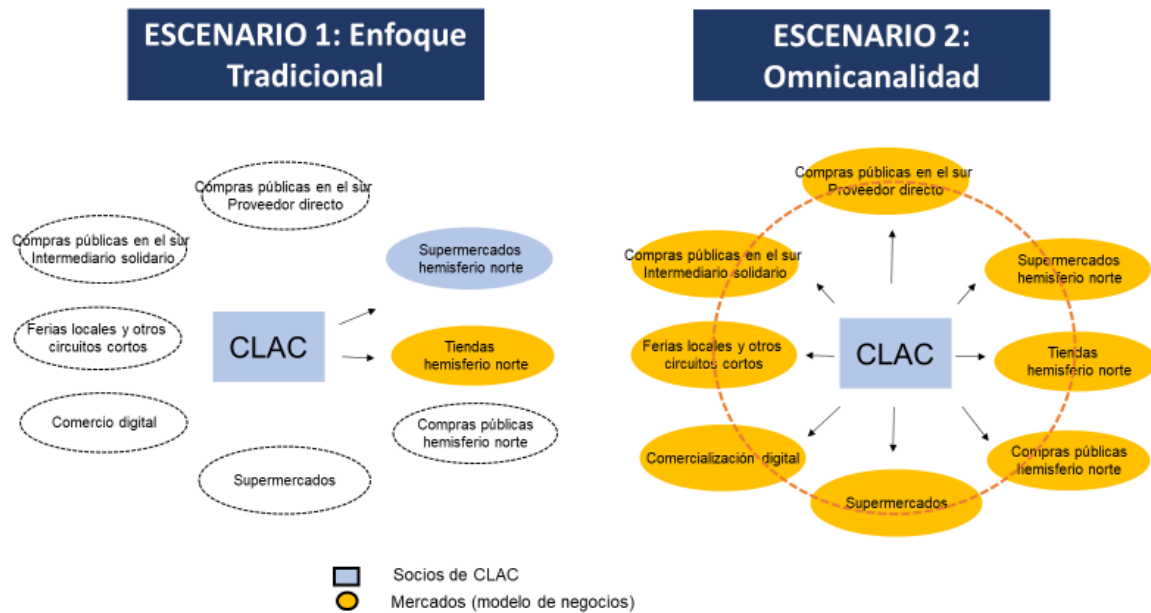 ESCENARIO 1: Enfoque
Tradicional
Compras públicas en el sur
Proveedor directo
Compras públicas en el sur
Intermediario solidario
Supermercados
hemisferio norte
Ferias locales y otros
circuitos cortos
CLAC
Tiendas
hemisferio norte
Comercio digital
Compras públicas
hemisferio norte
Supermercados
ESCENARIO 2:
Omnicanalidad
Compras públicas en el sur
Proveedor directo
Compras públicas en el sur
Intermediario solidario
Supermercados
hemisferio norte
Ferias locales y otros
circuitos cortos
CLAC
Tiendas
hemisferio norte
Comercialización digital
Compras públicas
hemisferio norte
Supermercados
Socios de CLAC
Mercados (modelo de negocios)